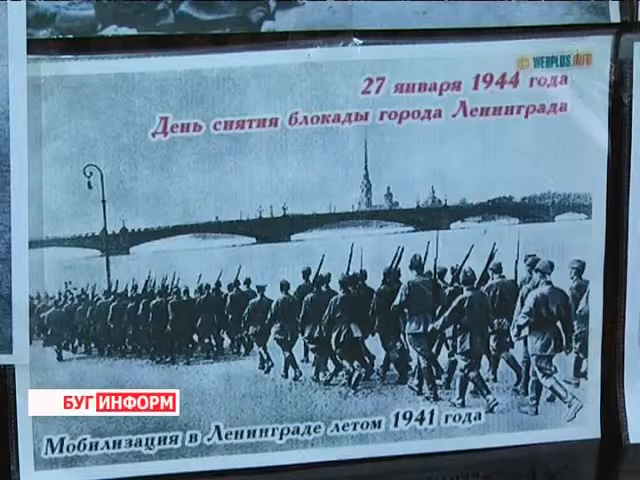 © WEBPLUS.INFO
27 января 1944 года
День снятия блокады города Ленинграда
БУГИНФОРМ
Мобилизация в Ленинграде летом 1941 года